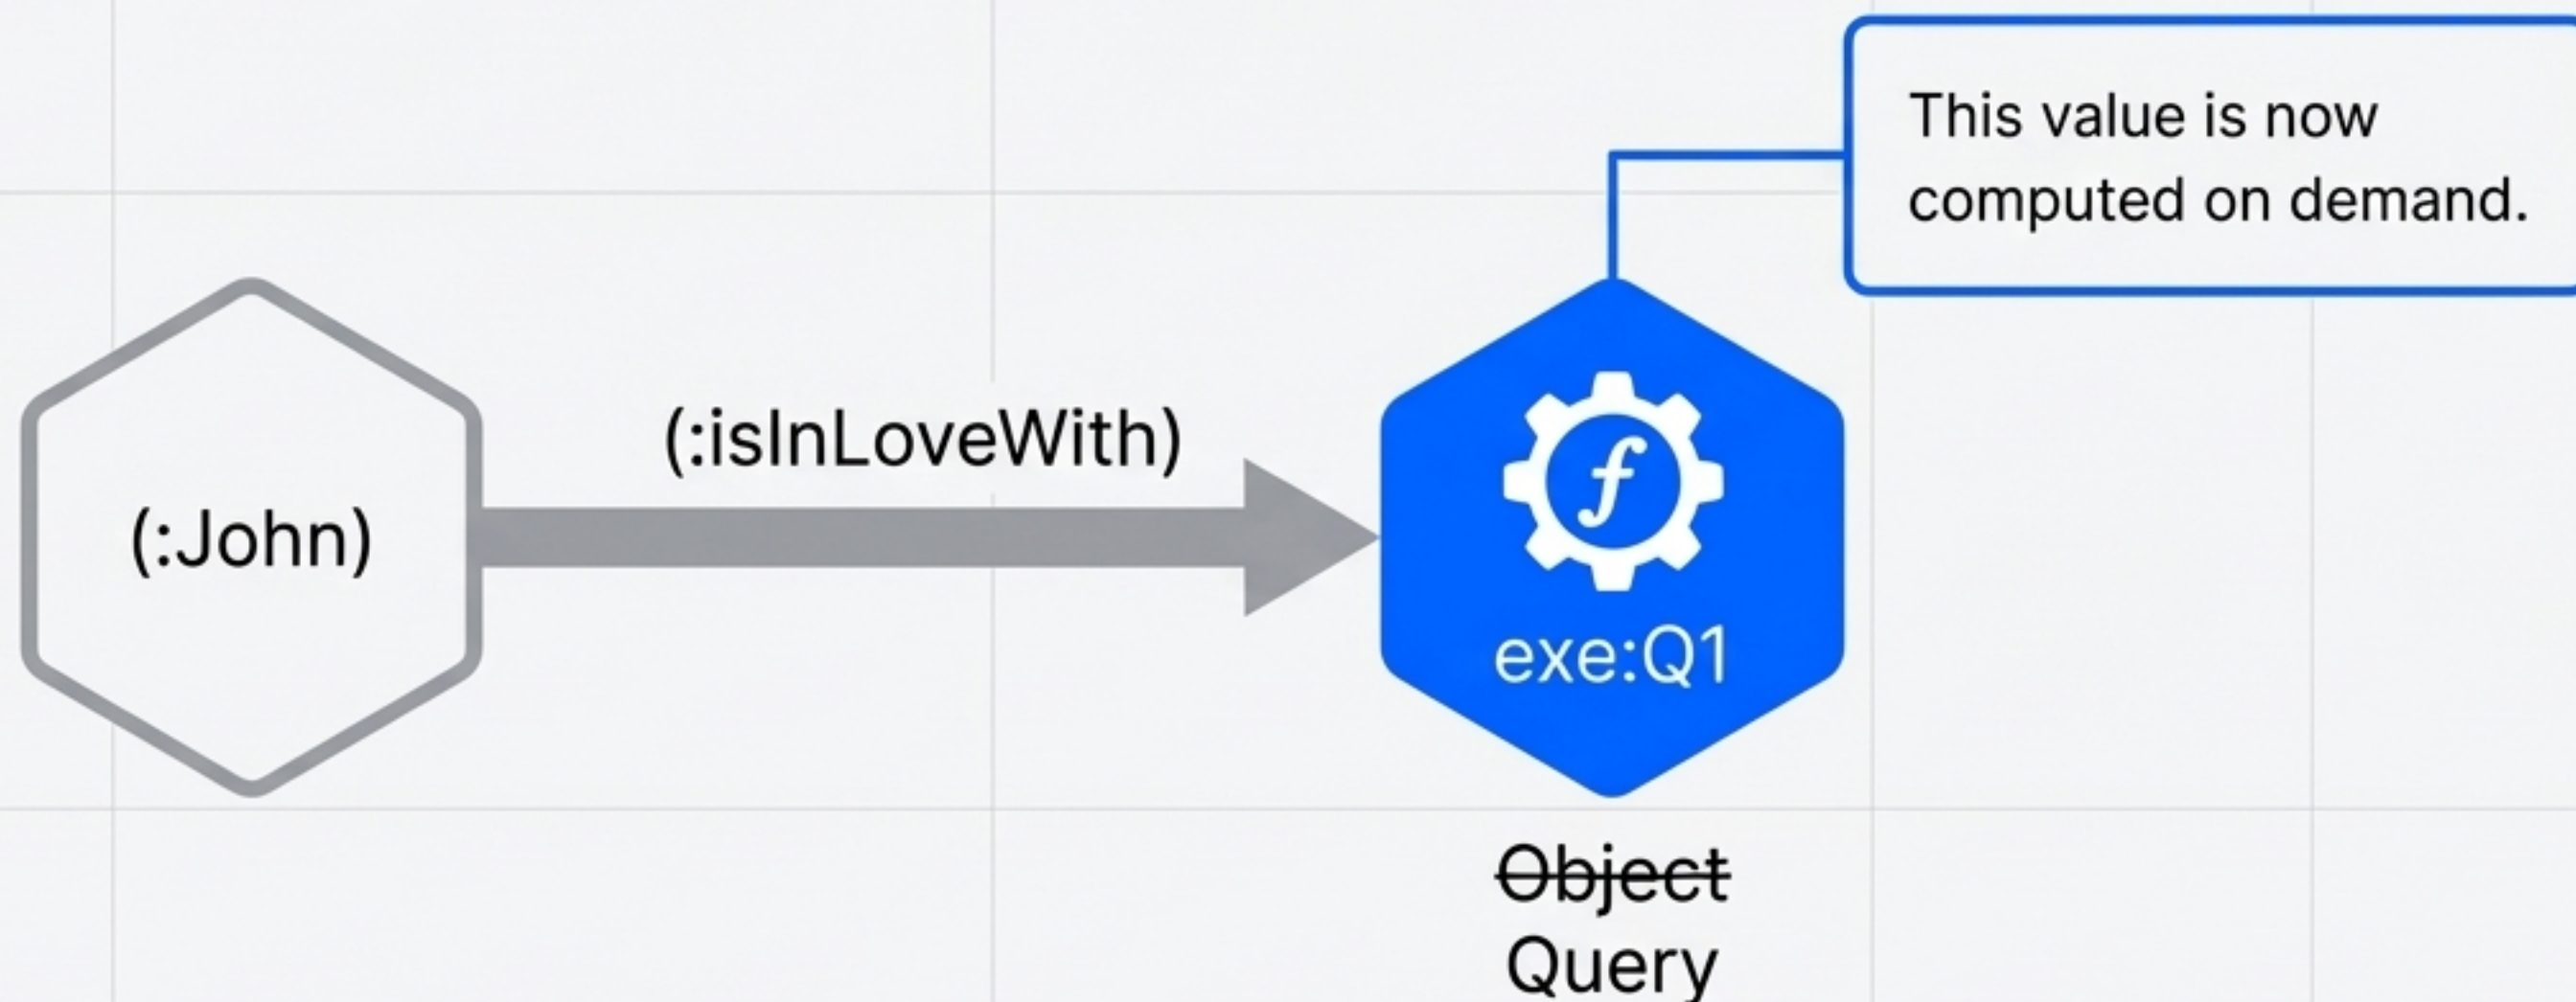 This value is now
computed on demand.
(:isInLoveWith)
(:John)
f
exe:Q1
Object
Query